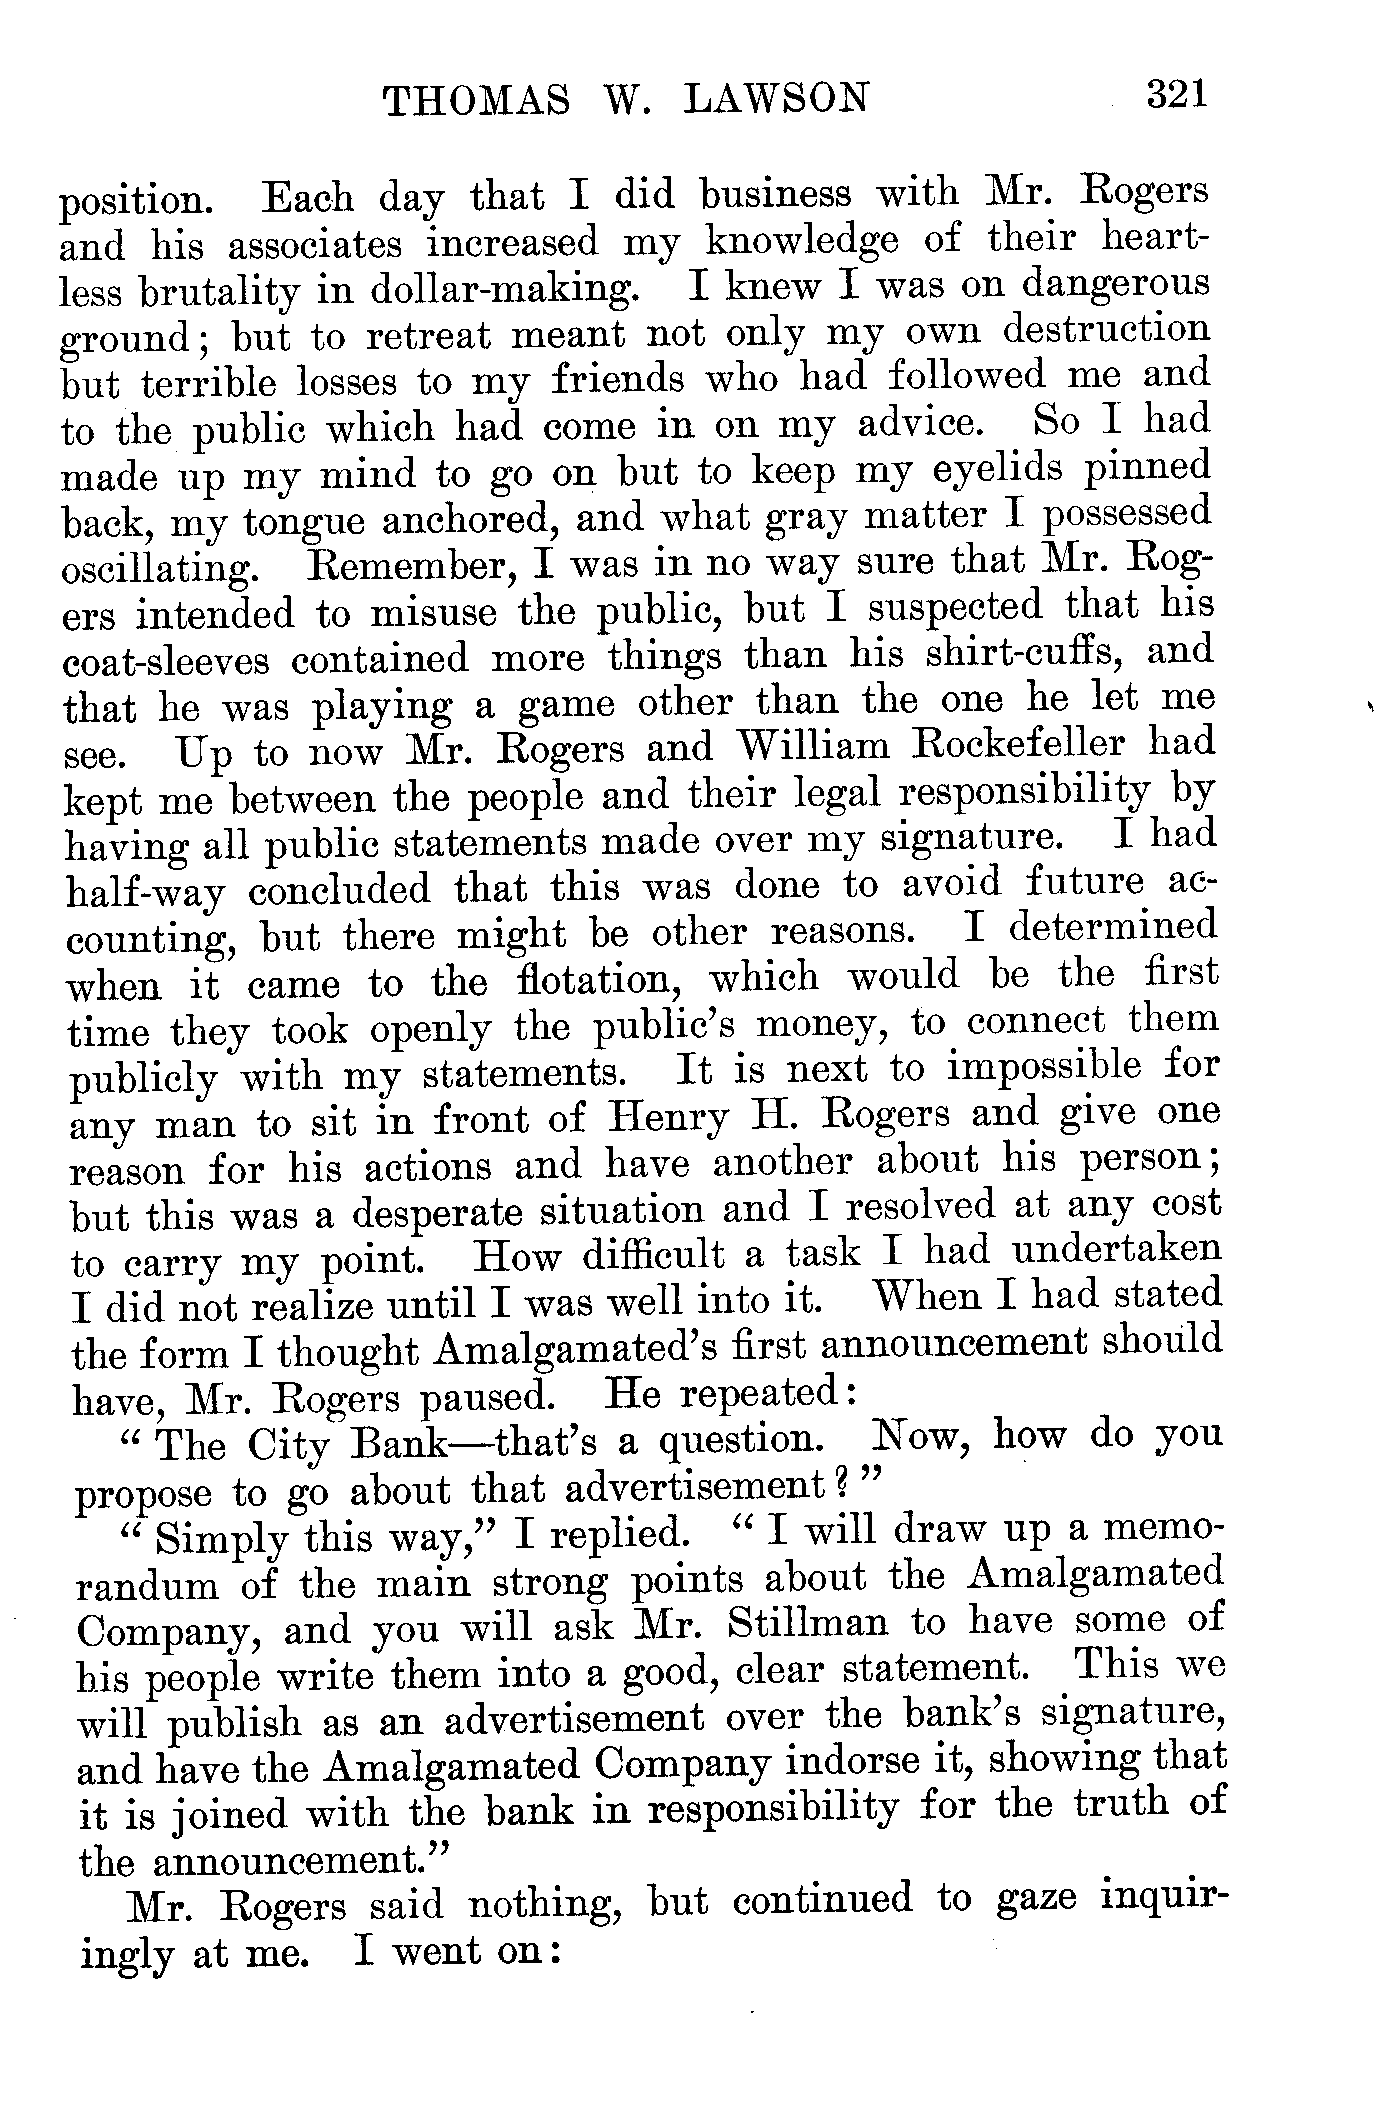 THOMAS W. LAWSON 321
position. Each day that I did business with Mr. Rogers
and his associates increased my knowledge of their heart-
less brutality in dollar-making. I knew I was on dangerous
ground; but to retreat meant not only my own destruction
but terrible losses to my friends who had followed me and
to the public which had come in on my advice. So I had
made up my mind to go on but to keep my eyelids pinned
back, my tongue anchored, and what gray matter I possessed
oscillating. Remember, I was in no way sure that Mr. Rog-
ers intended to misuse the public, but I suspected that his
coat-sleeves contained more things than his shirt-cuffs, and
that he was playing a game other than the one he let me
see. Up to now Mr. Rogers and William Rockefeller had
kept me between the people and their legal responsibility by
having all public statements made over my signature. I had
half-way concluded that this was done to avoid future ac-
counting, but there might be other reasons. I determined
when it came to the flotation, which would be the first
time they took openly the public's money, to connect them
publicly with my statements. It is next to impossible for
any man to sit in front of Henry H. Rogers and give one
reason for his actions and have another about his person;
but this was a desperate situation and I resolved at any cost
to carry my point. How difficult a task I had undertaken
I did not realize until I was well into it. When I had stated
the form I thought Amalgamated's first announcement should
have, Mr. Rogers paused. He repeated:
"The City Bank—that's a question. Now, how do you
propose to go about that advertisement?"
"Simply this way," I replied. "I will draw up a memo-
randum of the main strong points about the Amalgamated
Company, and you will ask Mr. Stillman to have some of
his people write them into a good, clear statement. This we
will publish as an advertisement over the bank's signature,
and have the Amalgamated Company indorse it, showing that
it is joined with the bank in responsibility for the truth of
the announcement."
Mr. Rogers said nothing, but continued to gaze inquir-
ingly at me. I went on: